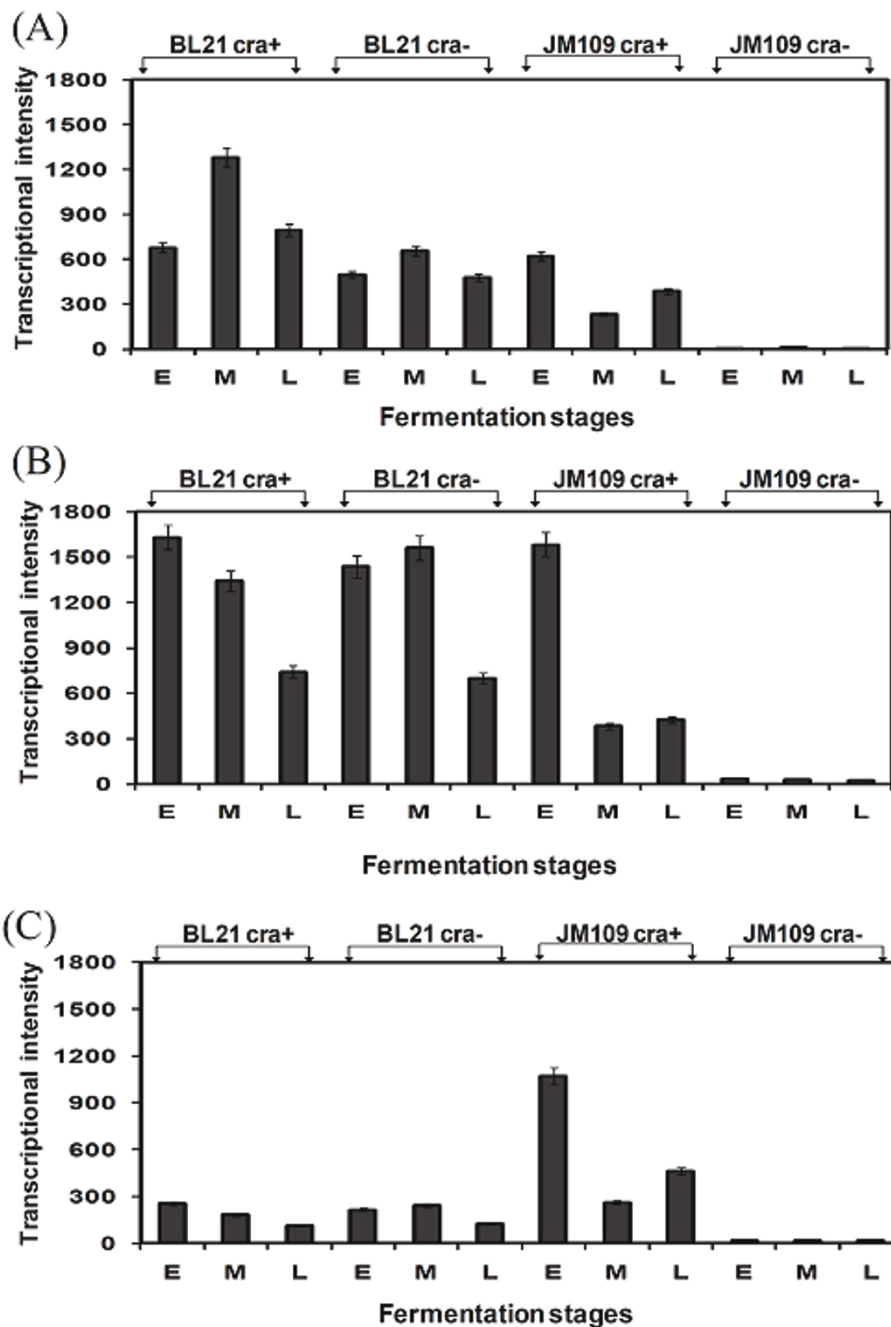 (A)
BL21 cra+ BL21 cra- JM109 cra+ JM109 cra-
Transcriptional intensity
1800
1500
1200
900
600
300
0
E M L E M L E M L E M L
Fermentation stages
(B)
BL21 cra+ BL21 cra- JM109 cra+ JM109 cra-
Transcriptional intensity
1800
1500
1200
900
600
300
0
E M L E M L E M L E M L
Fermentation stages
(C)
BL21 cra+ BL21 cra- JM109 cra+ JM109 cra-
Transcriptional intensity
1800
1500
1200
900
600
300
0
E M L E M L E M L E M L
Fermentation stages